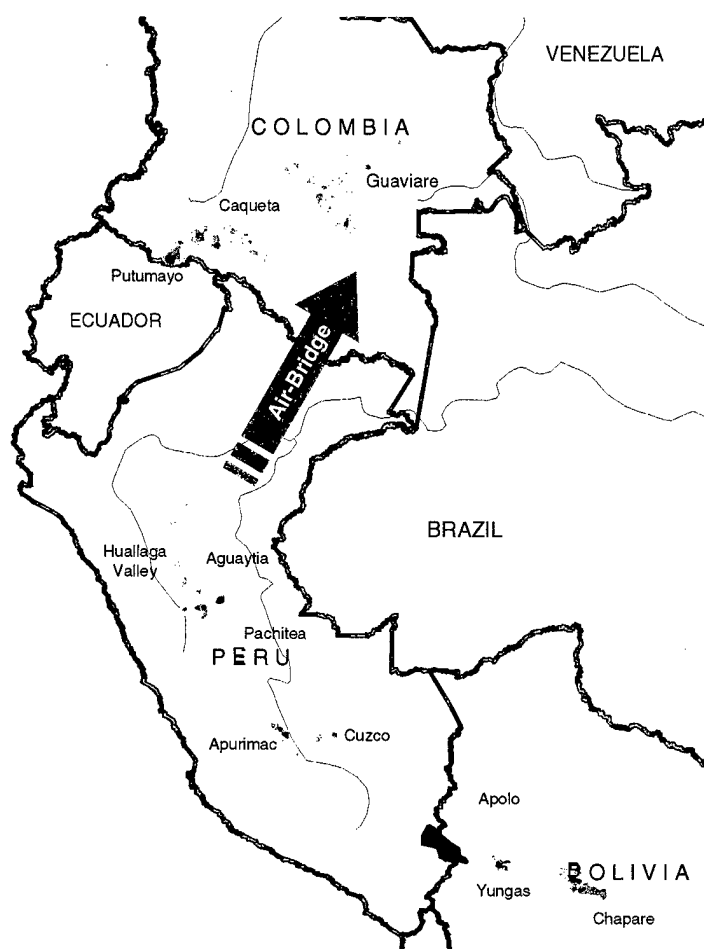 VENEZUELA
COLOMBIA
Guaviare
Caqueta
Putumayo
ECUADOR
Air-Bridge
BRAZIL
Huallaga
Valley
Aguaytia
Pachitea
PERU
Apurimac
Cuzco
Apolo
BOLIVIA
Yungas
Chapare